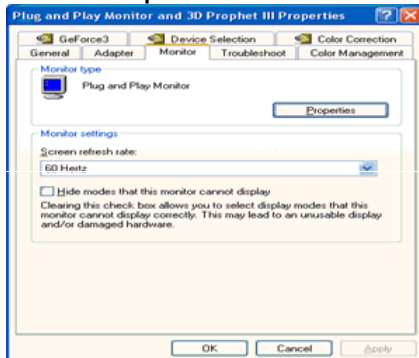 Plug and Play Monitor and 3D Prophet III Properties
GeForce3 Device Selection Color Correction
General Adapter Monitor Troubleshoot Color Management
Monitor type
Plug and Play Monitor
Properties
Monitor settings
Screen refresh rate:
60 Hertz
Hide modes that this monitor cannot display
Clearing this check box allows you to select display modes that this
monitor cannot display correctly. This may lead to an unusable display
and/or damaged hardware.
OK Cancel Apply